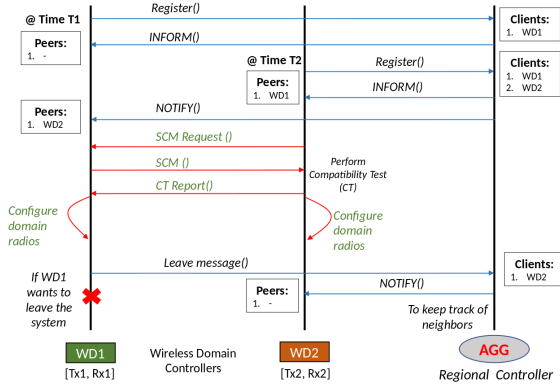 Register()
@ Time T1
Clients:
1. WD1
Peers:
1. -
INFORM()
@ Time T2
Register()
Clients:
1. WD1
2. WD2
Peers:
1. WD1
INFORM()
Peers:
1. WD2
NOTIFY()
SCM Request ()
SCM ()
Perform
Compatibility Test
(CT)
CT Report()
Configure
domain
radios
Configure
domain
radios
Leave message()
Clients:
1. WD2
If WD1
wants to
leave the
system
Peers:
1. -
NOTIFY()
To keep track of
neighbors
WD1
[Tx1, Rx1]
Wireless Domain
Controllers
WD2
[Tx2, Rx2]
AGG
Regional Controller